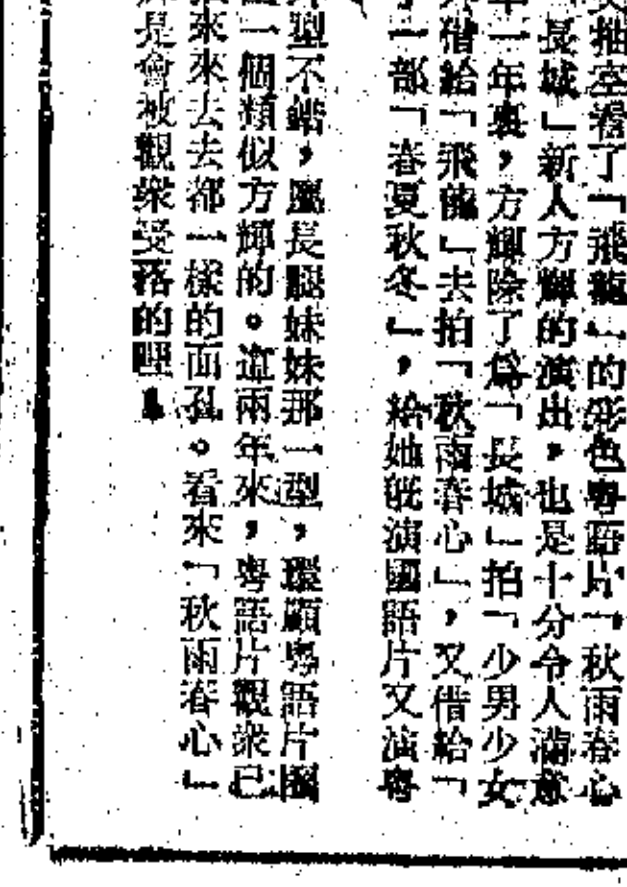 抽空看了「飛龍」的彩色粵語片「秋雨春心
長城」新人方輝的演出，也是十分令人滿意
一年裏，方輝除了爲「長城」拍「少男少女
借給「飛龍」去拍「秋雨春心」，又借給「
一部「春夏秋冬」，給她旣演國語片又演粵
型不錯，屬長腿妹妹那一型，環顧粵語片圈
一個類似方輝的。這兩年來，粵語片觀衆已
來來去去都一樣的面孔。看來「秋雨春心」
是會被觀衆受落的哩！